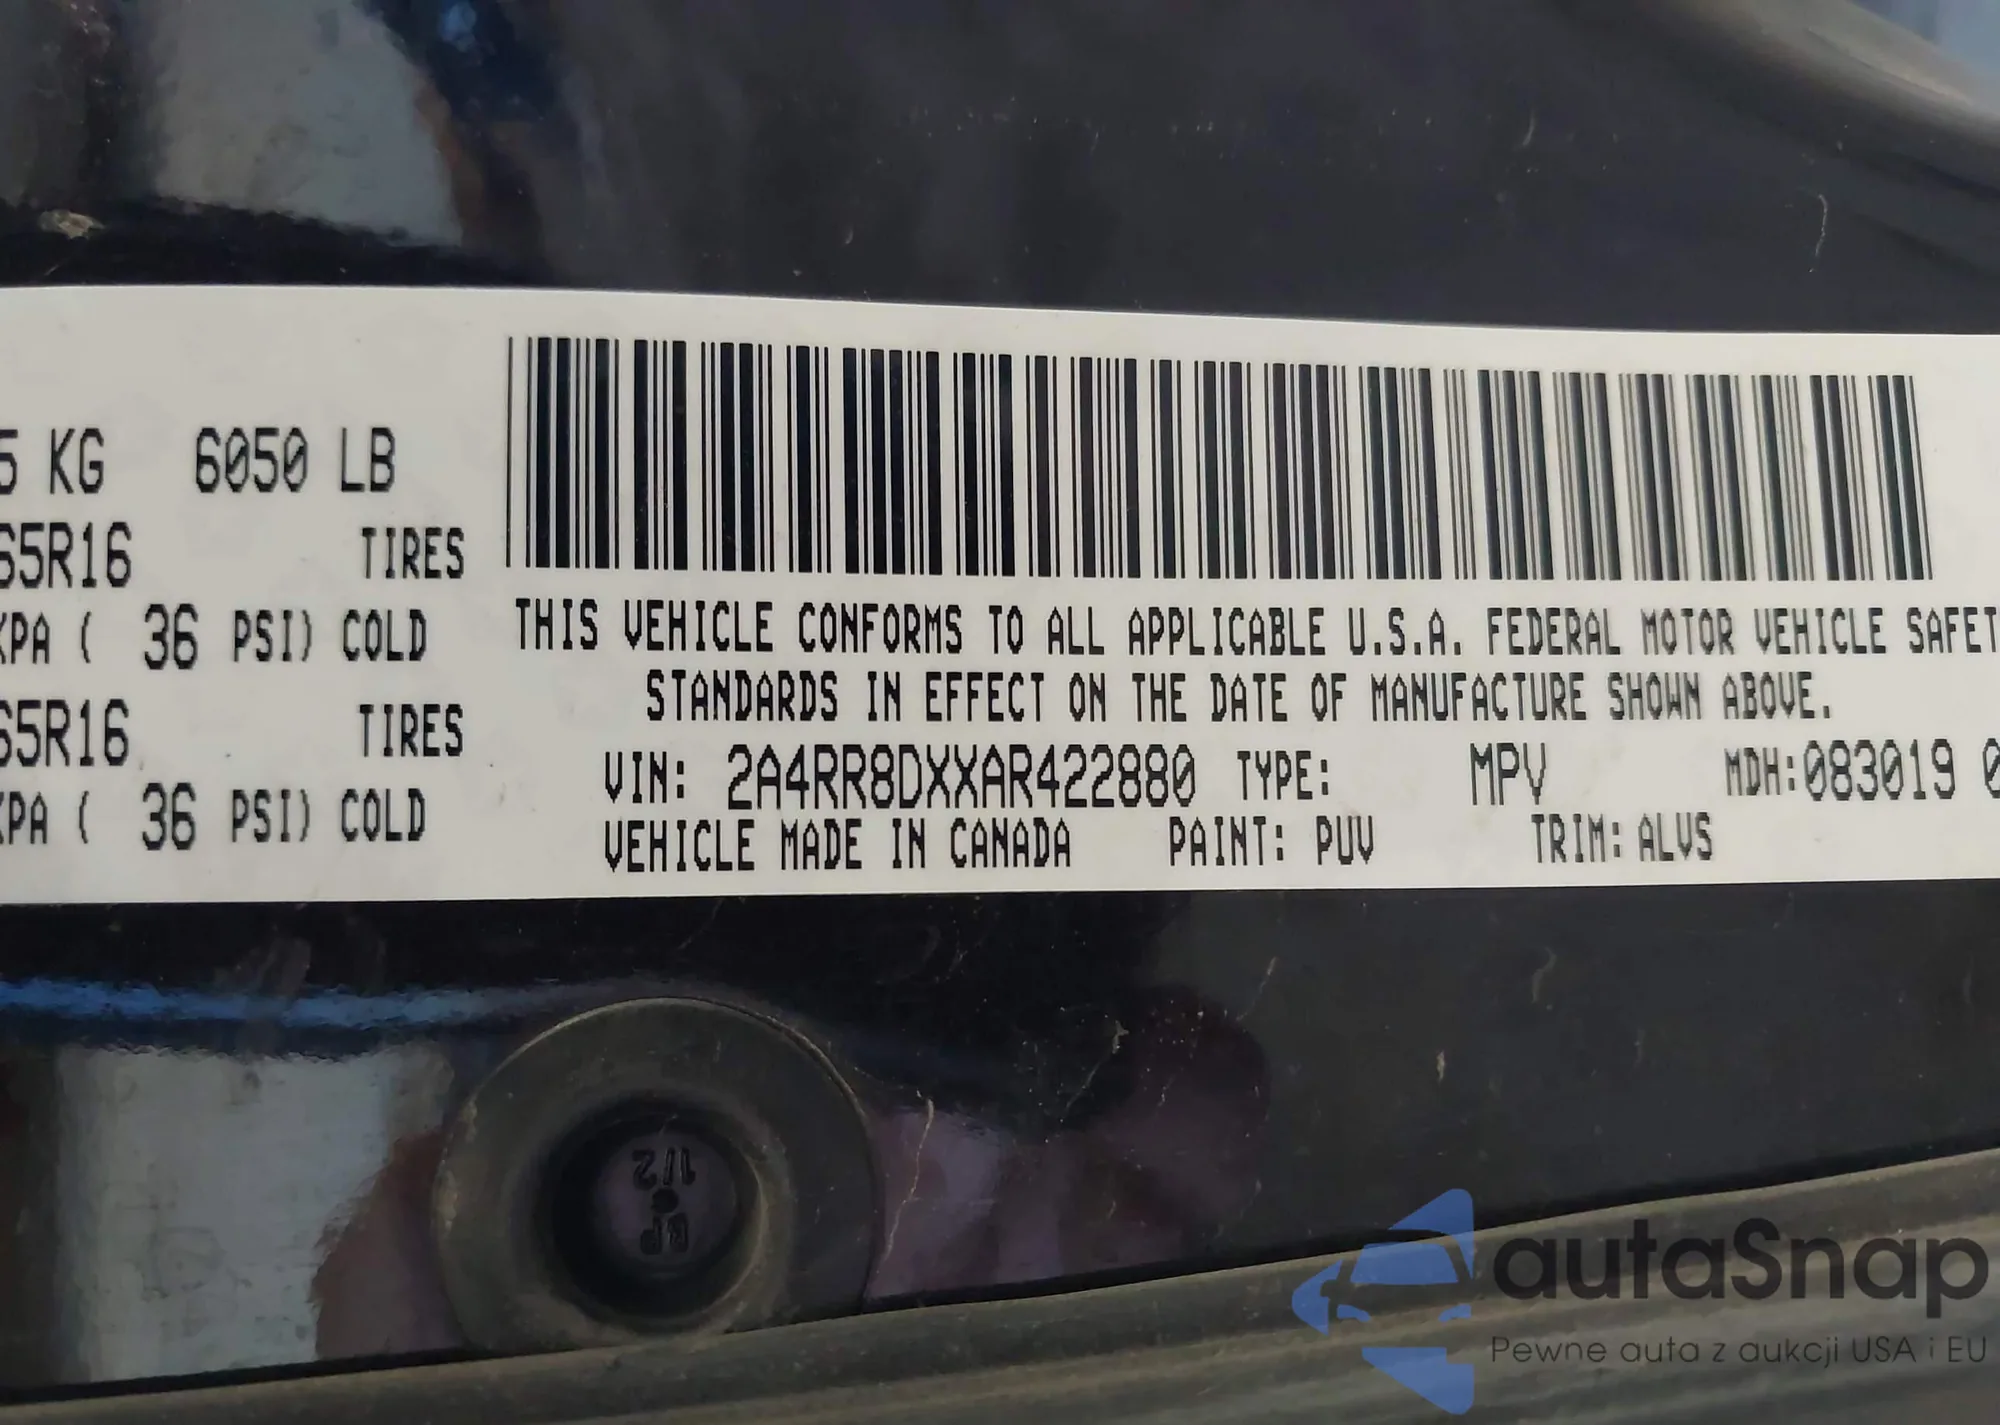 5 KG 6050 LB
65R16 TIRES
KPA ( 36 PSI) COLD
65R16 TIRES
KPA ( 36 PSI) COLD
THIS VEHICLE CONFORMS TO ALL APPLICABLE U.S.A. FEDERAL MOTOR VEHICLE SAFET
STANDARDS IN EFFECT ON THE DATE OF MANUFACTURE SHOWN ABOVE.
VIN: 2A4RR8DXXAR422880 TYPE: MPV MDH:083019 0
VEHICLE MADE IN CANADA PAINT: PUV TRIM: ALVS
1/2
autaSnap
Pewne auta z aukcji USA i EU